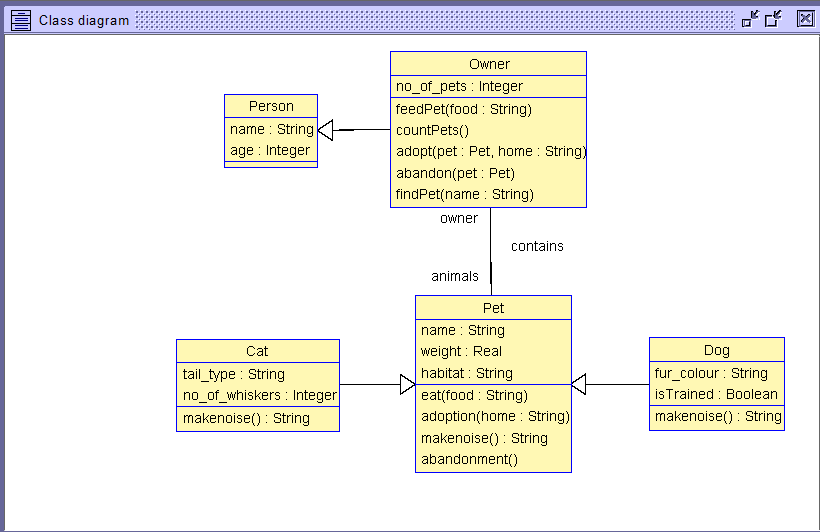 Class diagram
Owner
no_of_pets : Integer
feedPet(food : String)
countPets()
adopt(pet : Pet, home : String)
abandon(pet : Pet)
findPet(name : String)
Person
name : String
age : Integer
owner
contains
animals
Pet
name : String
weight : Real
habitat : String
eat(food : String)
adoption(home : String)
makenoise() : String
abandonment()
Cat
tail_type : String
no_of_whiskers : Integer
makenoise() : String
Dog
fur_colour : String
isTrained : Boolean
makenoise() : String